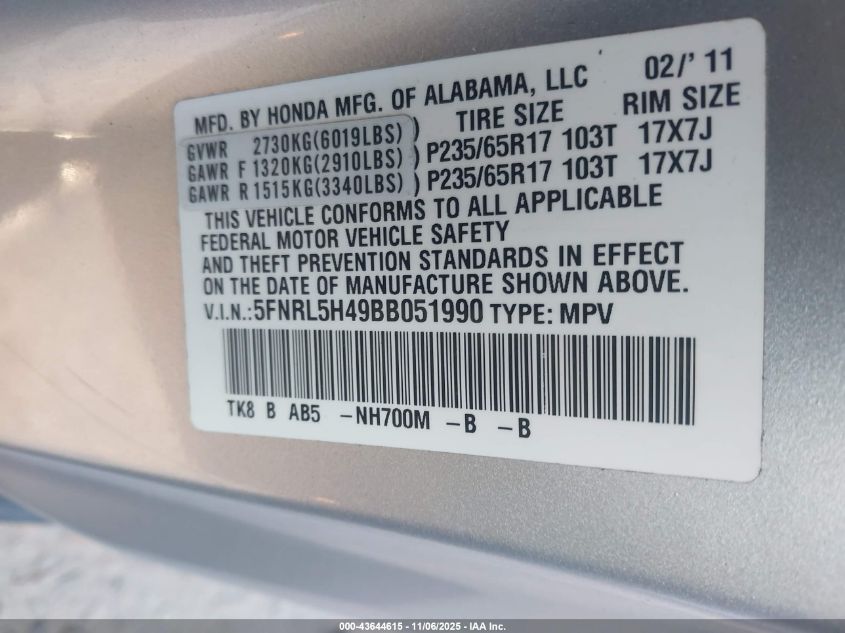 MFD. BY HONDA MFG. OF ALABAMA, LLC 02/' 11
GVWR 2730KG(6019LBS) TIRE SIZE RIM SIZE
GAWR F 1320KG(2910LBS) P235/65R17 103T 17X7J
GAWR R 1515KG(3340LBS) P235/65R17 103T 17X7J
THIS VEHICLE CONFORMS TO ALL APPLICABLE
FEDERAL MOTOR VEHICLE SAFETY
AND THEFT PREVENTION STANDARDS IN EFFECT
ON THE DATE OF MANUFACTURE SHOWN ABOVE.
V.I.N.:5FNRL5H49BB051990 TYPE: MPV
TK8 B AB5 -NH700M -B -B
000-43644615 - 11/06/2025 - IAA Inc.